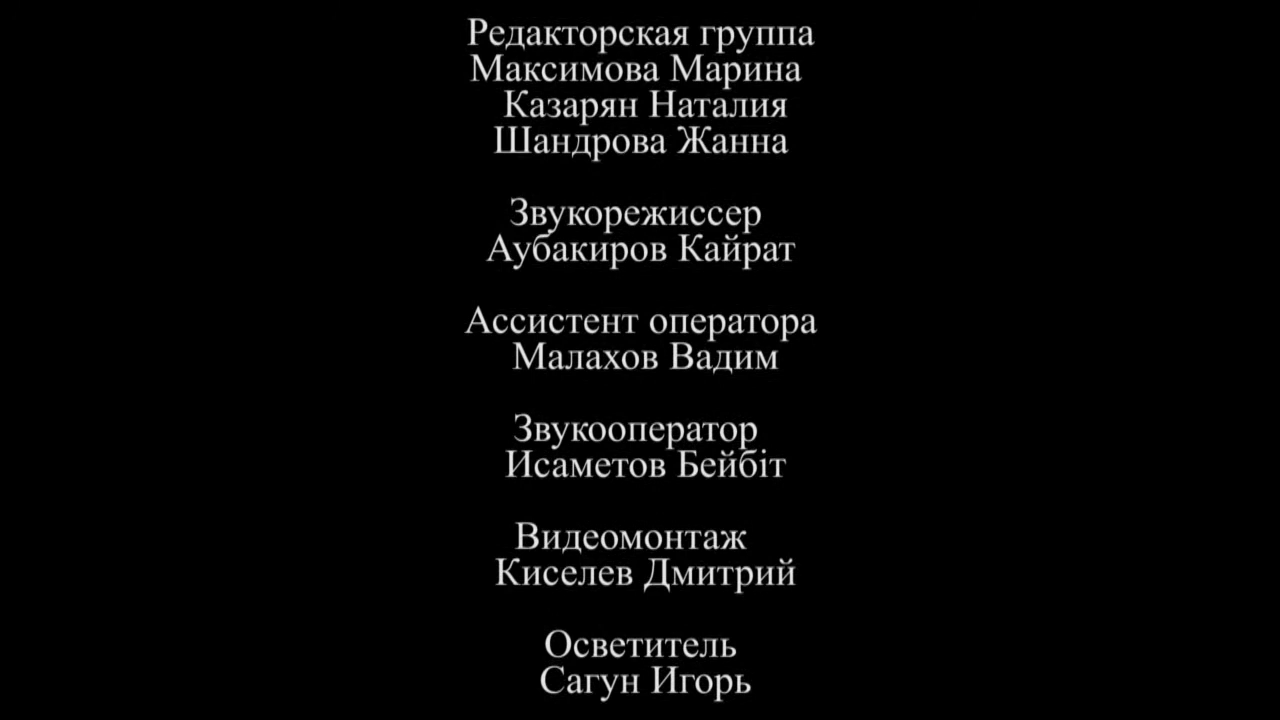 Редакторская группа
Максимова Марина
Казарян Наталия
Шандрова Жанна
Звукорежиссер
Аубакиров Кайрат
Ассистент оператора
Малахов Вадим
Звукооператор
Исаметов Бейбіт
Видеомонтаж
Киселев Дмитрий
Осветитель
Сагун Игорь